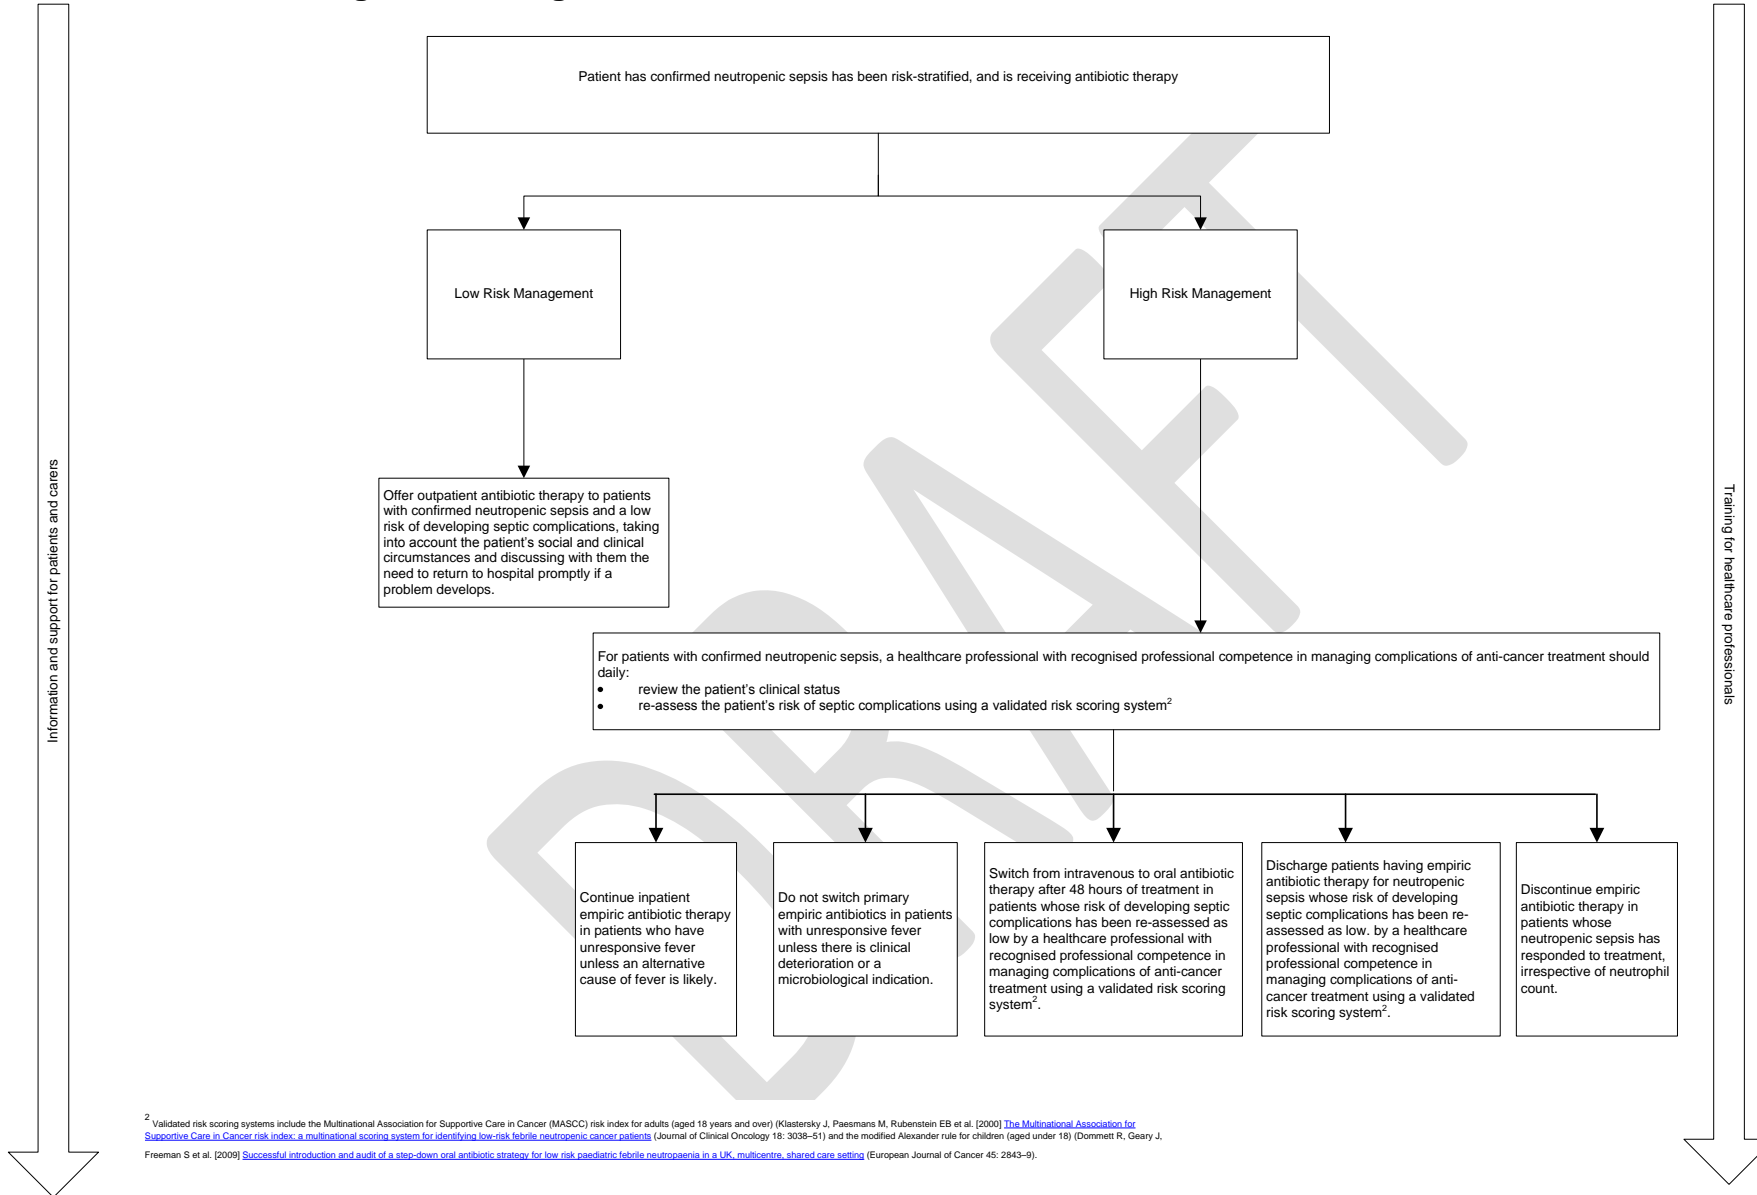 Patient has confirmed neutropenic sepsis has been risk-stratified, and is receiving antibiotic therapy
Low Risk Management
High Risk Management
Information and support for patients and carers
Training for healthcare professionals
Offer outpatient antibiotic therapy to patients
with confirmed neutropenic sepsis and a low
risk of developing septic complications, taking
into account the patient’s social and clinical
circumstances and discussing with them the
need to return to hospital promptly if a
problem develops.
For patients with confirmed neutropenic sepsis, a healthcare professional with recognised professional competence in managing complications of anti-cancer treatment should
daily:
• review the patient’s clinical status
• re-assess the patient’s risk of septic complications using a validated risk scoring system2
Continue inpatient
empiric antibiotic therapy
in patients who have
unresponsive fever
unless an alternative
cause of fever is likely.
Do not switch primary
empiric antibiotics in patients
with unresponsive fever
unless there is clinical
deterioration or a
microbiological indication.
Switch from intravenous to oral antibiotic
therapy after 48 hours of treatment in
patients whose risk of developing septic
complications has been re-assessed as
low by a healthcare professional with
recognised professional competence in
managing complications of anti-cancer
treatment using a validated risk scoring
system2.
Discharge patients having empiric
antibiotic therapy for neutropenic
sepsis whose risk of developing
septic complications has been re-
assessed as low. by a healthcare
professional with recognised
professional competence in
managing complications of anti-
cancer treatment using a validated
risk scoring system2.
Discontinue empiric
antibiotic therapy in
patients whose
neutropenic sepsis has
responded to treatment,
irrespective of neutrophil
count.
DRAFT
2 Validated risk scoring systems include the Multinational Association for Supportive Care in Cancer (MASCC) risk index for adults (aged 18 years and over) (Klastersky J, Paesmans M, Rubenstein EB et al. [2000] The Multinational Association for
Supportive Care in Cancer risk index: a multinational scoring system for identifying low-risk febrile neutropenic cancer patients (Journal of Clinical Oncology 18: 3038–51) and the modified Alexander rule for children (aged under 18) (Dommett R, Geary J,
Freeman S et al. [2009] Successful introduction and audit of a step-down oral antibiotic strategy for low risk paediatric febrile neutropaenia in a UK, multicentre, shared care setting (European Journal of Cancer 45: 2843–9).